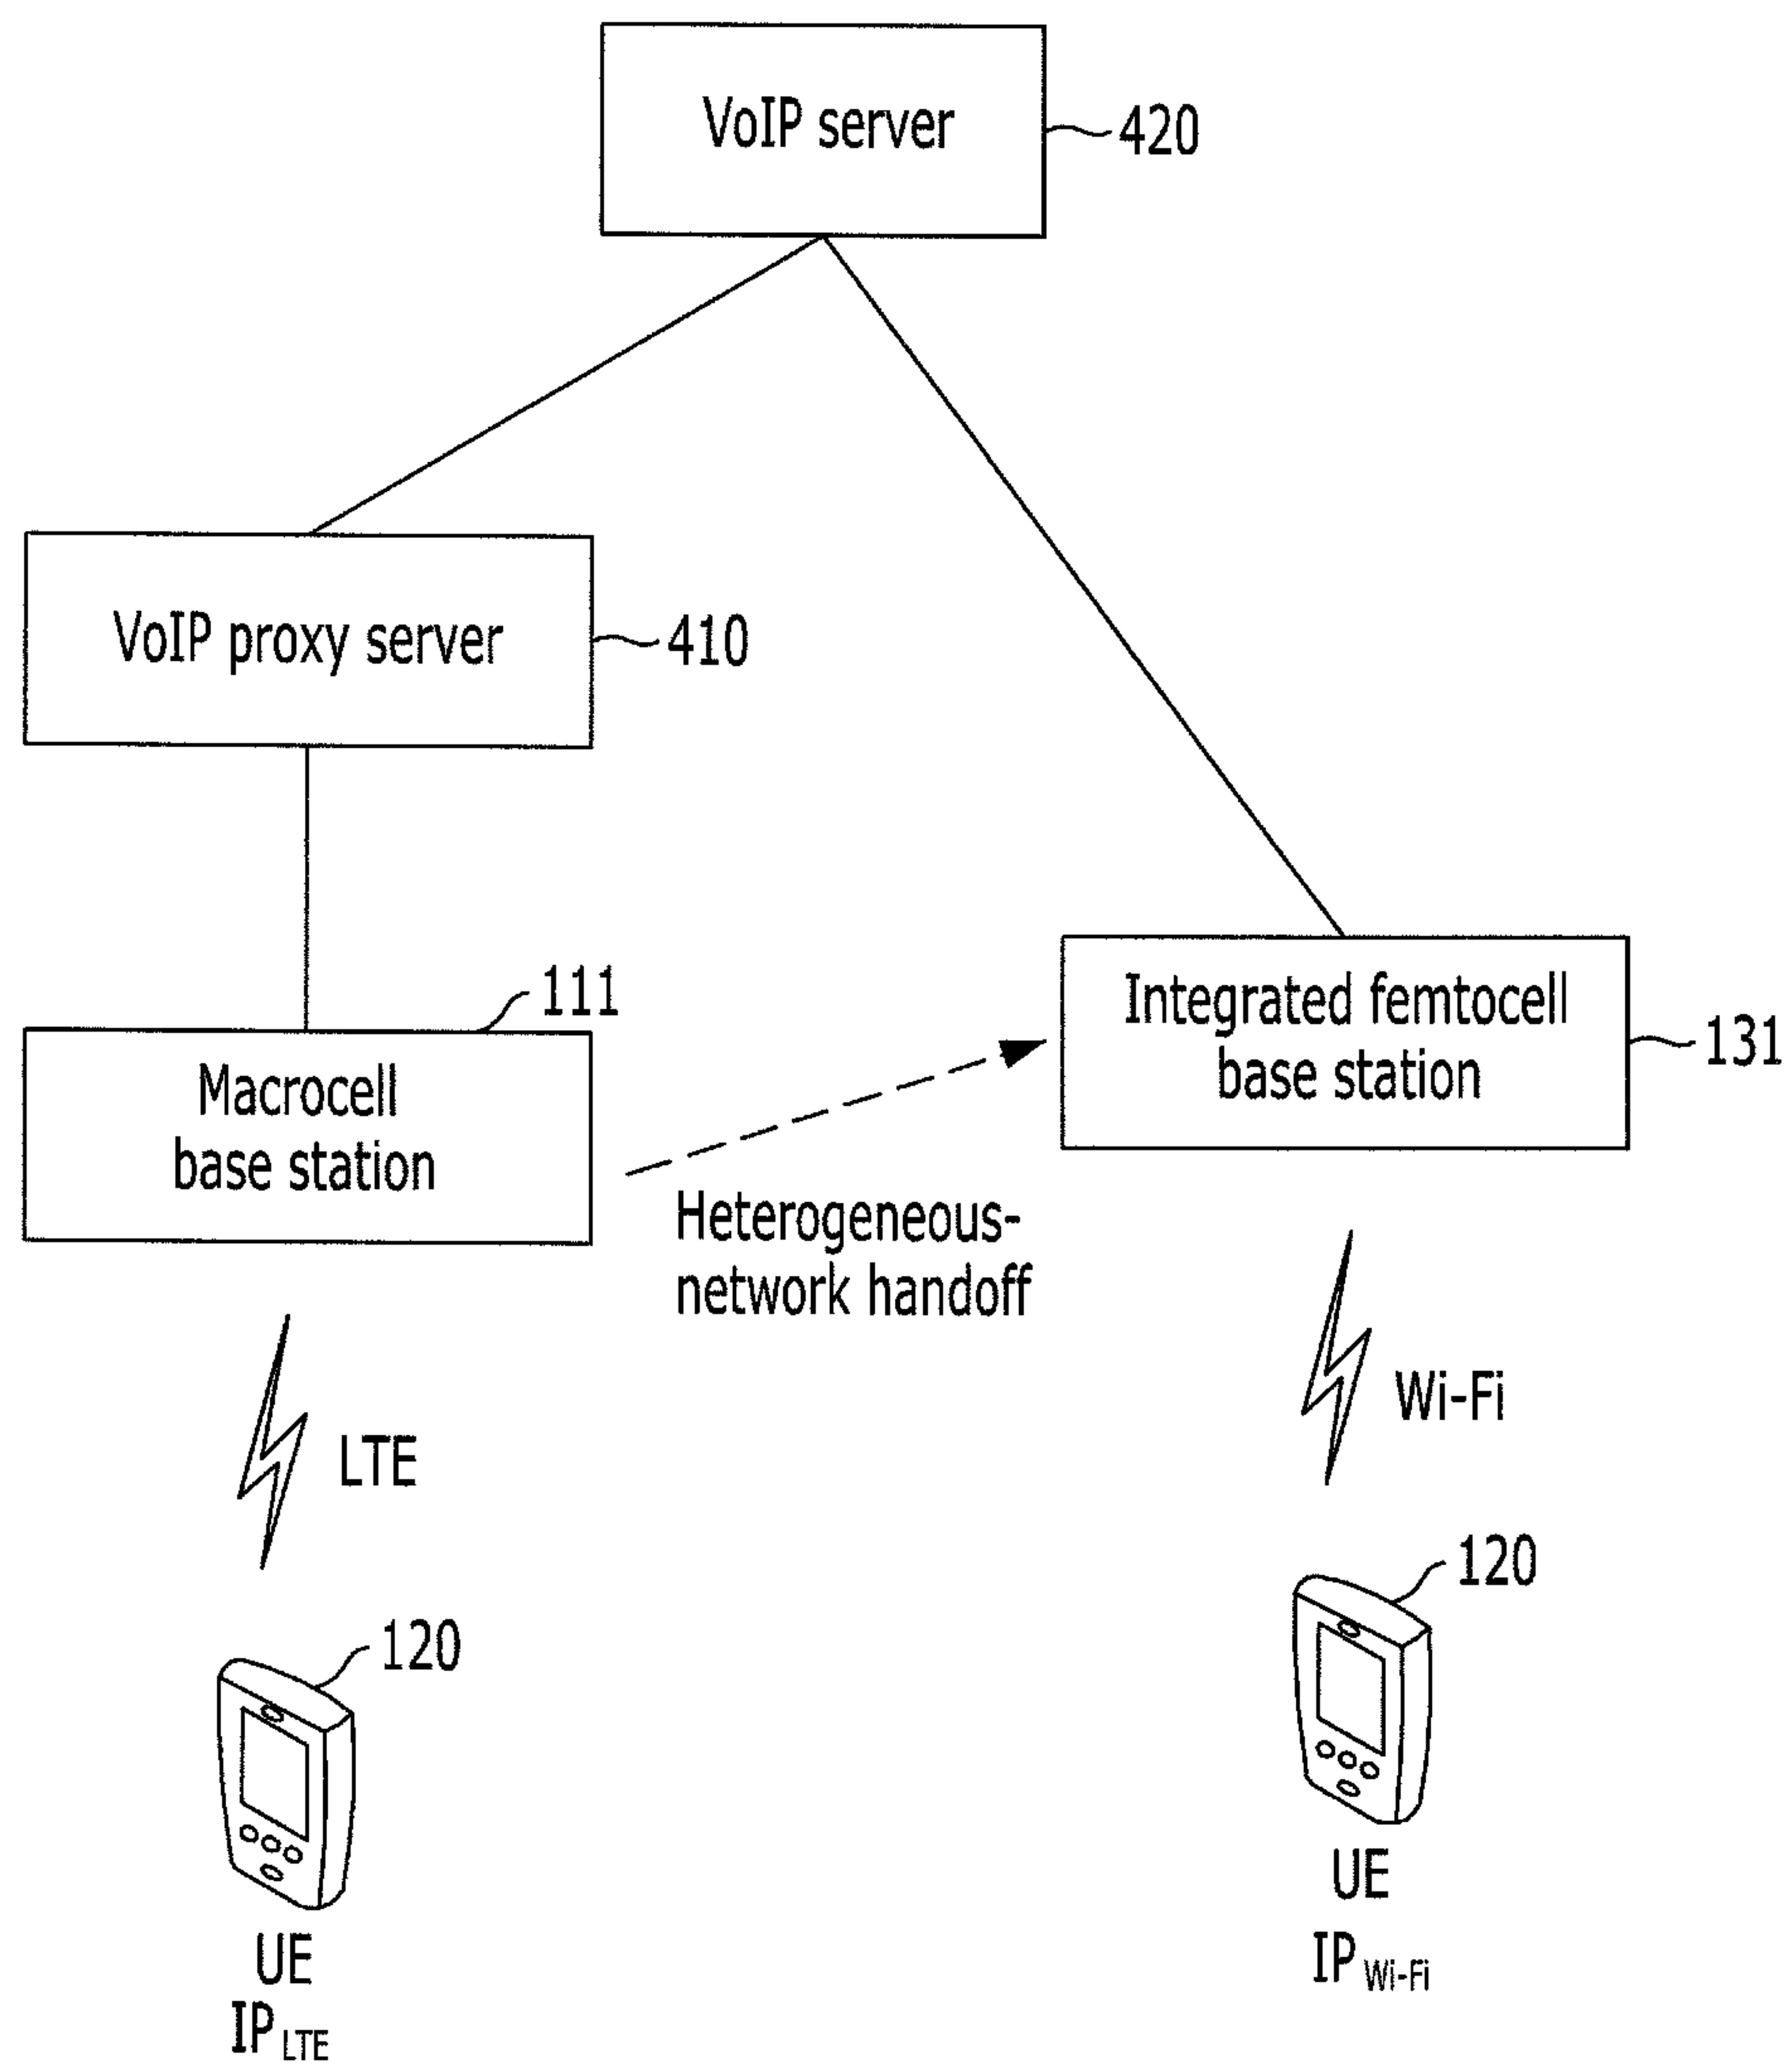 VoIP server
420
VoIP proxy server
410
111
Macrocell
base station
Integrated femtocell
base station
131
Heterogeneous-
network handoff
LTE
Wi-Fi
120
120
UE
IP LTE
UE
IP Wi-Fi